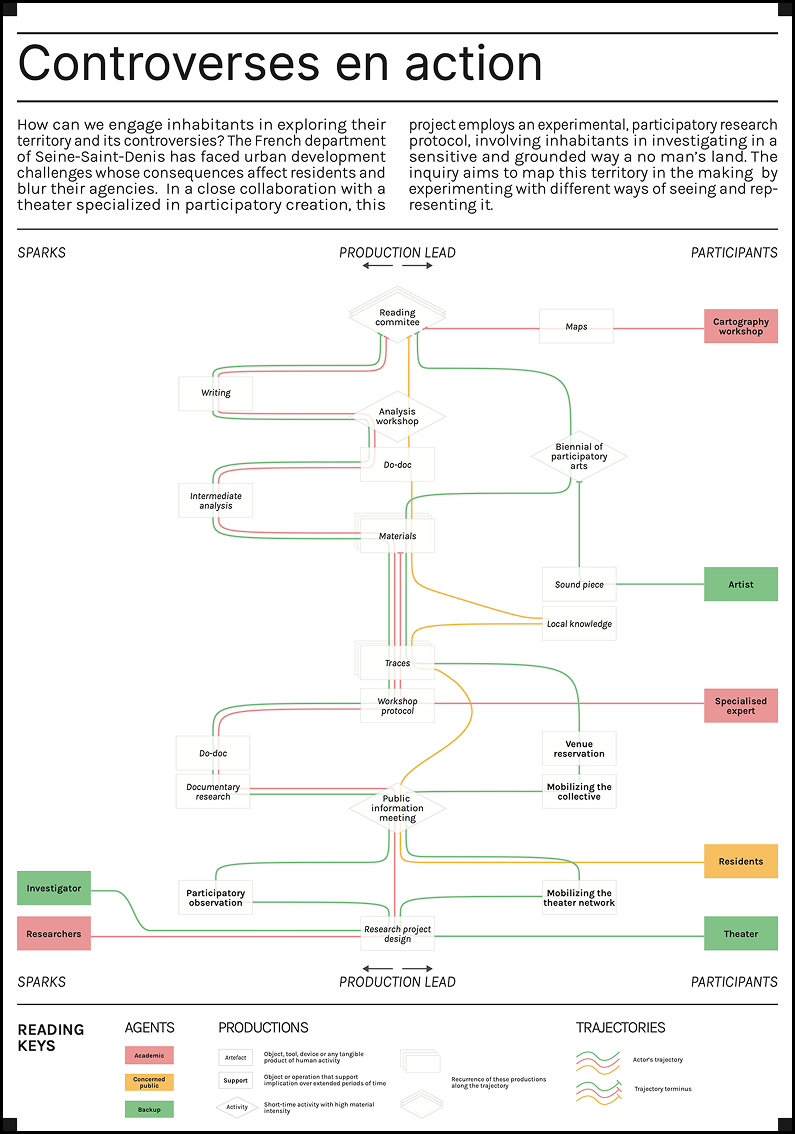 Controverses en action
How can we engage inhabitants in exploring their
territory and its controversies? The French department
of Seine-Saint-Denis has faced urban development
challenges whose consequences affect residents and
blur their agencies. In a close collaboration with a
theater specialized in participatory creation, this
project employs an experimental, participatory research
protocol, involving inhabitants in investigating in a
sensitive and grounded way a no man's land. The
inquiry aims to map this territory in the making by
experimenting with different ways of seeing and rep-
resenting it.
SPARKS
PRODUCTION LEAD
PARTICIPANTS
Reading
commitee
Maps
Cartography
workshop
Writing
Analysis
workshop
Biennial of
participatory
arts
Do-doc
Intermediate
analysis
Materials
Sound piece
Artist
Local knowledge
Traces
Workshop
protocol
Specialised
expert
Do-doc
Venue
reservation
Documentary
research
Public
information
meeting
Mobilizing the
collective
Residents
Investigator
Participatory
observation
Mobilizing the
theater network
Researchers
Research project
design
Theater
SPARKS
PRODUCTION LEAD
PARTICIPANTS
READING
KEYS
AGENTS
Academic
Concerned
public
Backup
PRODUCTIONS
Artefact
Object, tool, device or any tangible
product of human activity
Support
Object or operation that support
implication over extended periods of time
Activity
Short-time activity with high material
intensity
Recurrence of these productions
along the trajectory
TRAJECTORIES
Actor's trajectory
Trajectory terminus